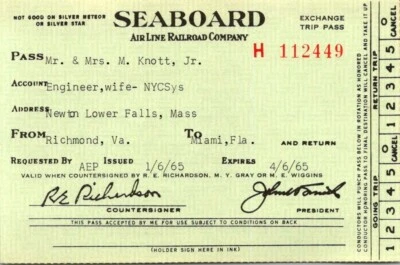 NOT GOOD ON SILVER METEOR
OR SILVER STAR
SEABOARD
AIR LINE RAILROAD COMPANY
EXCHANGE
TRIP PASS
H 112449
PASS Mr. & Mrs. M. Knott, Jr.
ACCOUNT Engineer,wife- NYCSys
ADDRESS Newton Lower Falls, Mass
FROM Richmond, Va. TO Miami,Fla. AND RETURN
REQUESTED BY AEP ISSUED 1/6/65 EXPIRES 4/6/65
VALID WHEN COUNTERSIGNED BY R. E. RICHARDSON, M. Y. GRAY OR M. E. WIGGINS
R E Richardson
COUNTERSIGNER PRESIDENT
THIS PASS ACCEPTED BY ME FOR USE SUBJECT TO CONDITIONS ON BACK
(HOLDER SIGN HERE IN INK)
CONDUCTORS WILL PUNCH PASS BELOW IN ROTATION AS HONORED
CONDUCTORS HONORING PASS TO FINAL DESTINATION WILL CANCEL AND TAKE IT UP
GOING TRIP
1 2 3 4 5 CANCEL
RETURN TRIP
1 2 3 4 5 CANCEL